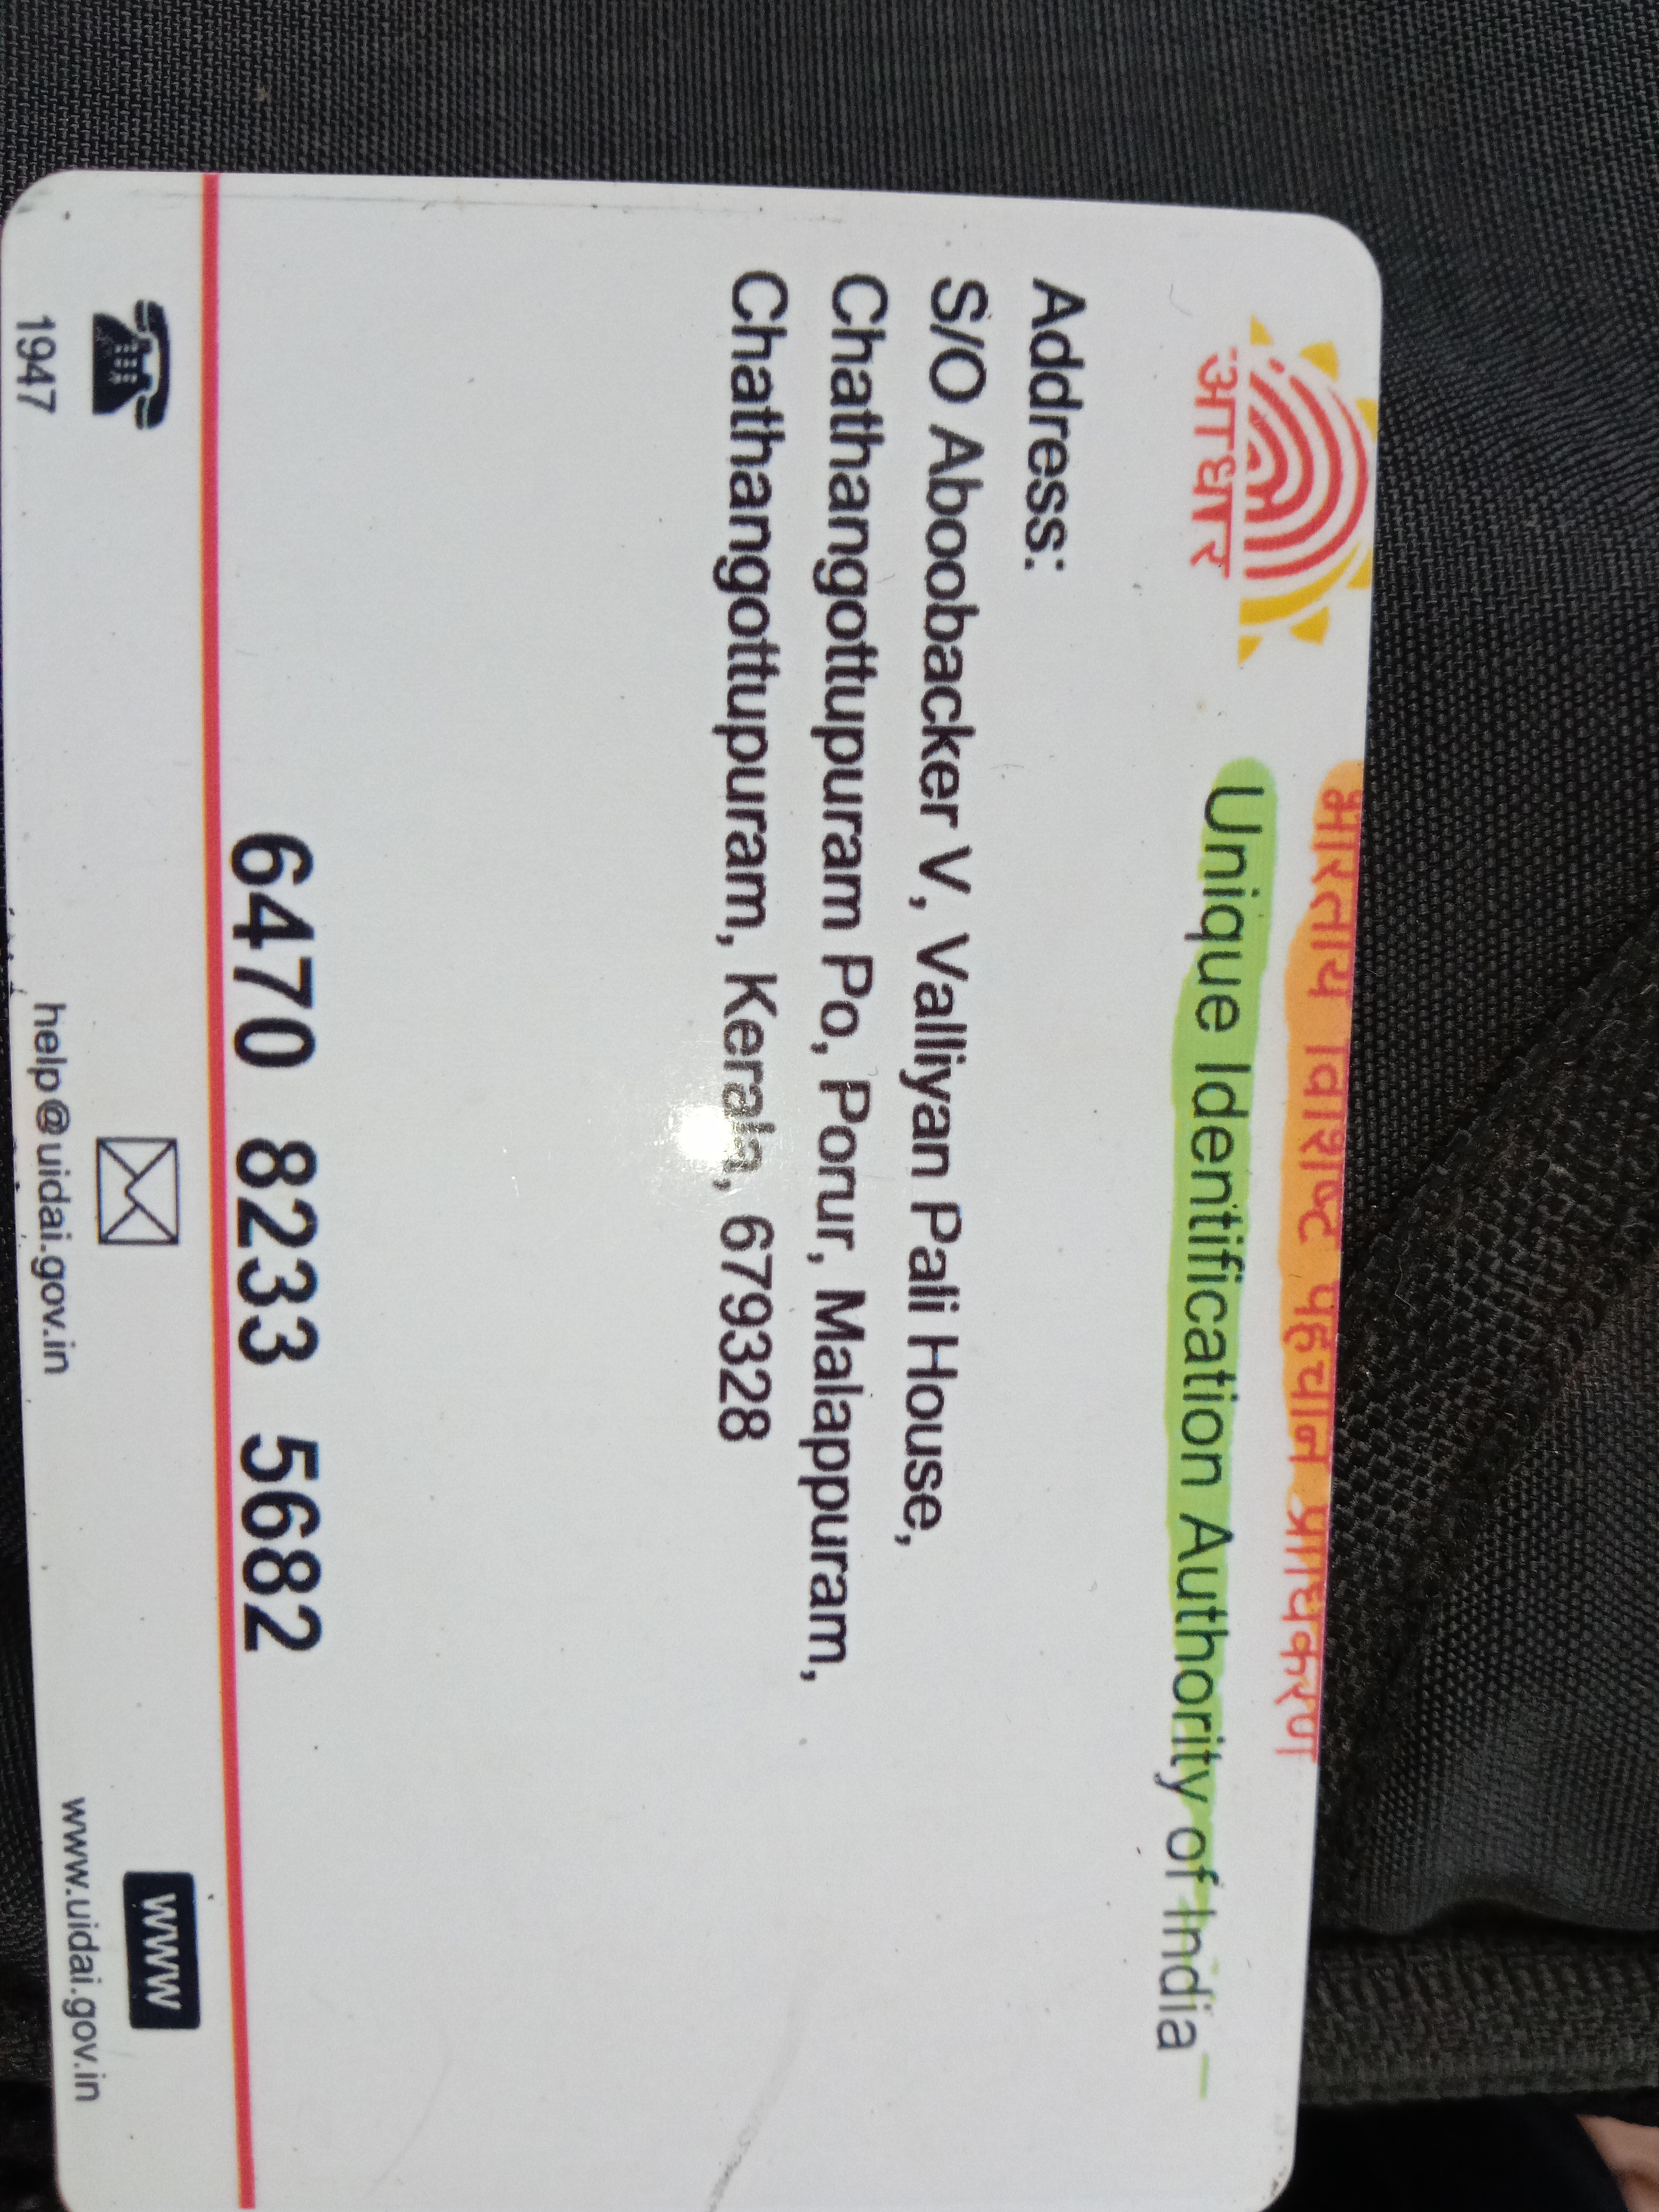 भारतीय विशिष्ट पहचान प्राधिकरण
Unique Identification Authority of India
आधार
Address:
S/O Aboobacker V, Valliyan Pali House,
Chathangottupuram Po, Porur, Malappuram,
Chathangottupuram, Kerala, 679328
6470 8233 5682
WWW
1947
help@uidai.gov.in
www.uidai.gov.in